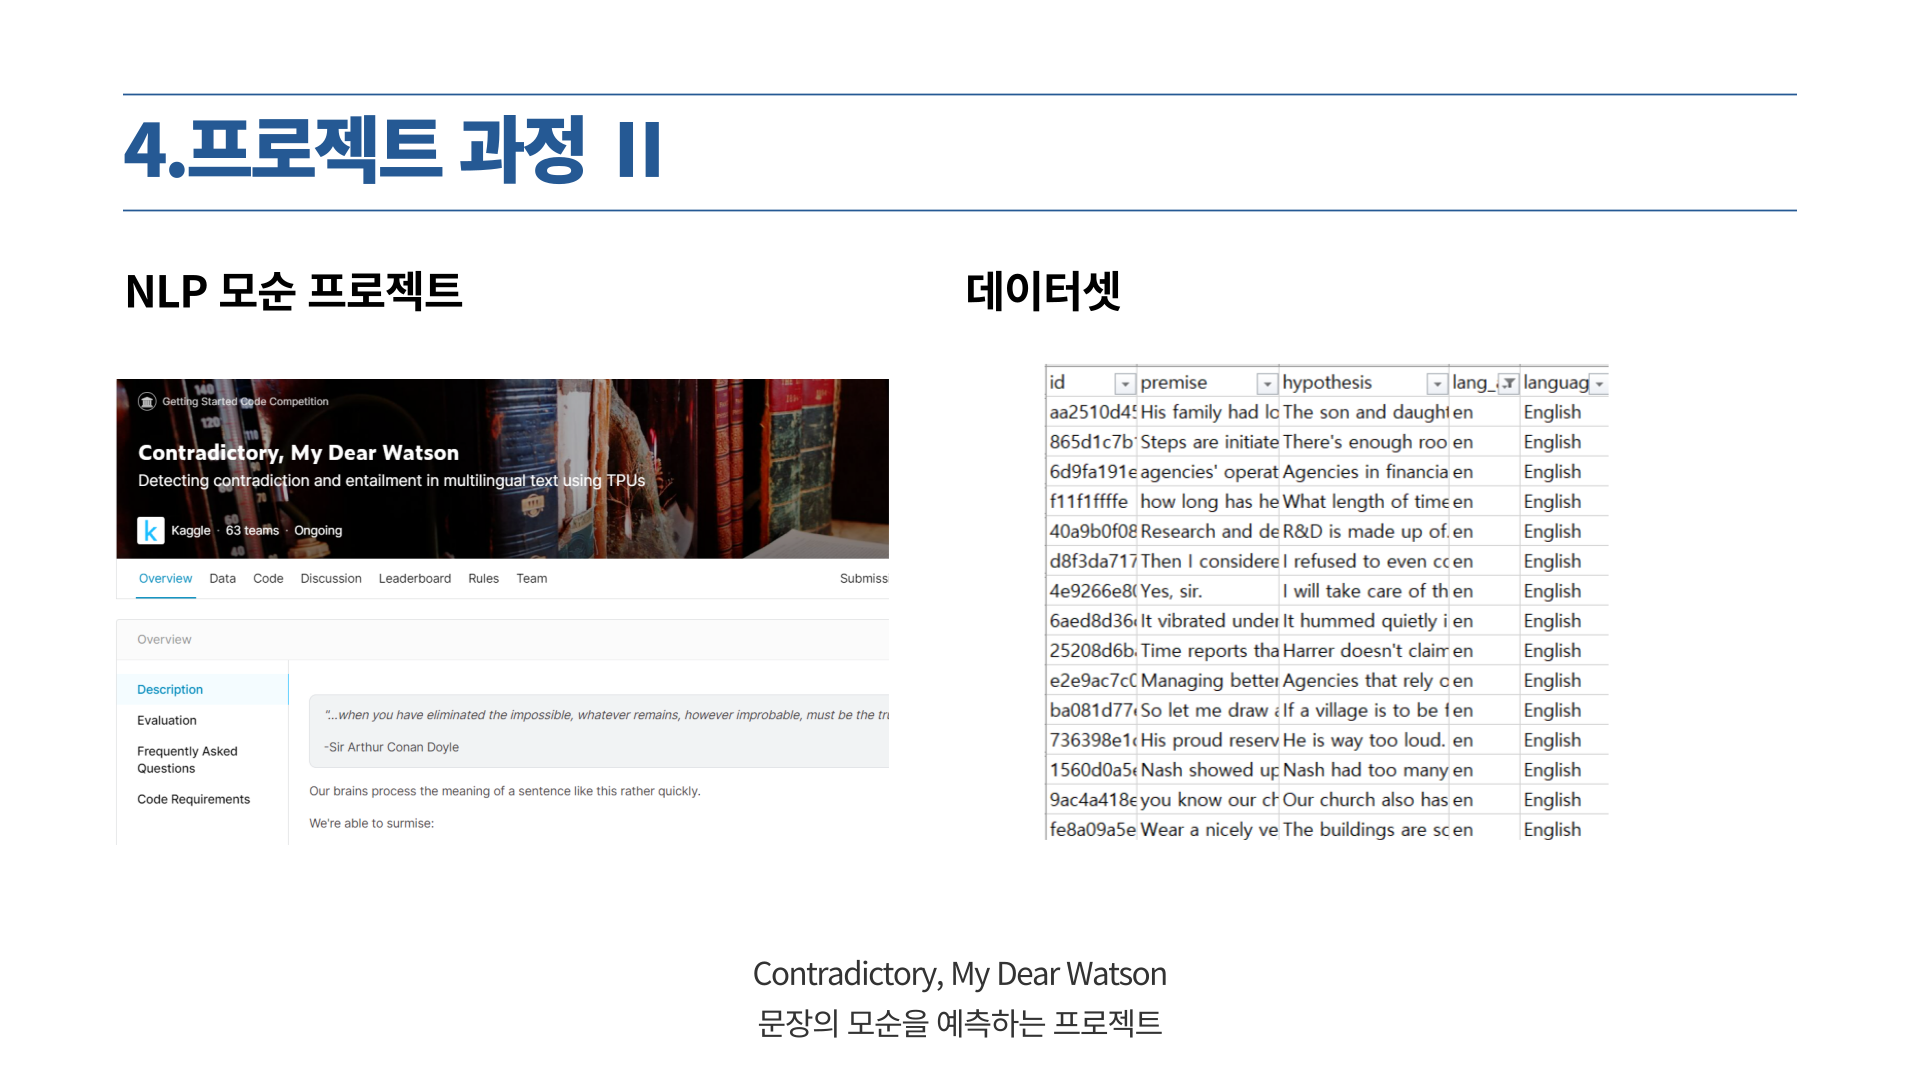 4.프로젝트 과정 Ⅱ
NLP 모순 프로젝트
데이터셋
Getting Started Code Competition
Contradictory, My Dear Watson
Detecting contradiction and entailment in multilingual text using TPUs
k Kaggle · 63 teams · Ongoing
Overview Data Code Discussion Leaderboard Rules Team Submiss
Overview
Description
Evaluation
Frequently Asked
Questions
Code Requirements
"...when you have eliminated the impossible, whatever remains, however improbable, must be the tru
-Sir Arthur Conan Doyle
Our brains process the meaning of a sentence like this rather quickly.
We're able to surmise:
id premise hypothesis lang_ languag
aa2510d45 His family had lo The son and daught en English
865d1c7b Steps are initiate There's enough roo en English
6d9fa191e agencies' operat Agencies in financia en English
f11f1ffffe how long has he What length of time en English
40a9b0f08 Research and de R&D is made up of en English
d8f3da717 Then I considere I refused to even cc en English
4e9266e80 Yes, sir. I will take care of th en English
6aed8d36 It vibrated under It hummed quietly i en English
25208d6b Time reports tha Harrer doesn't claim en English
e2e9ac7c0 Managing better Agencies that rely o en English
ba081d77 So let me draw a If a village is to be f en English
736398e1 His proud reserv He is way too loud. en English
1560d0a5e Nash showed up Nash had too many en English
9ac4a418e you know our ch Our church also has en English
fe8a09a5e Wear a nicely ve The buildings are sc en English
Contradictory, My Dear Watson
문장의 모순을 예측하는 프로젝트